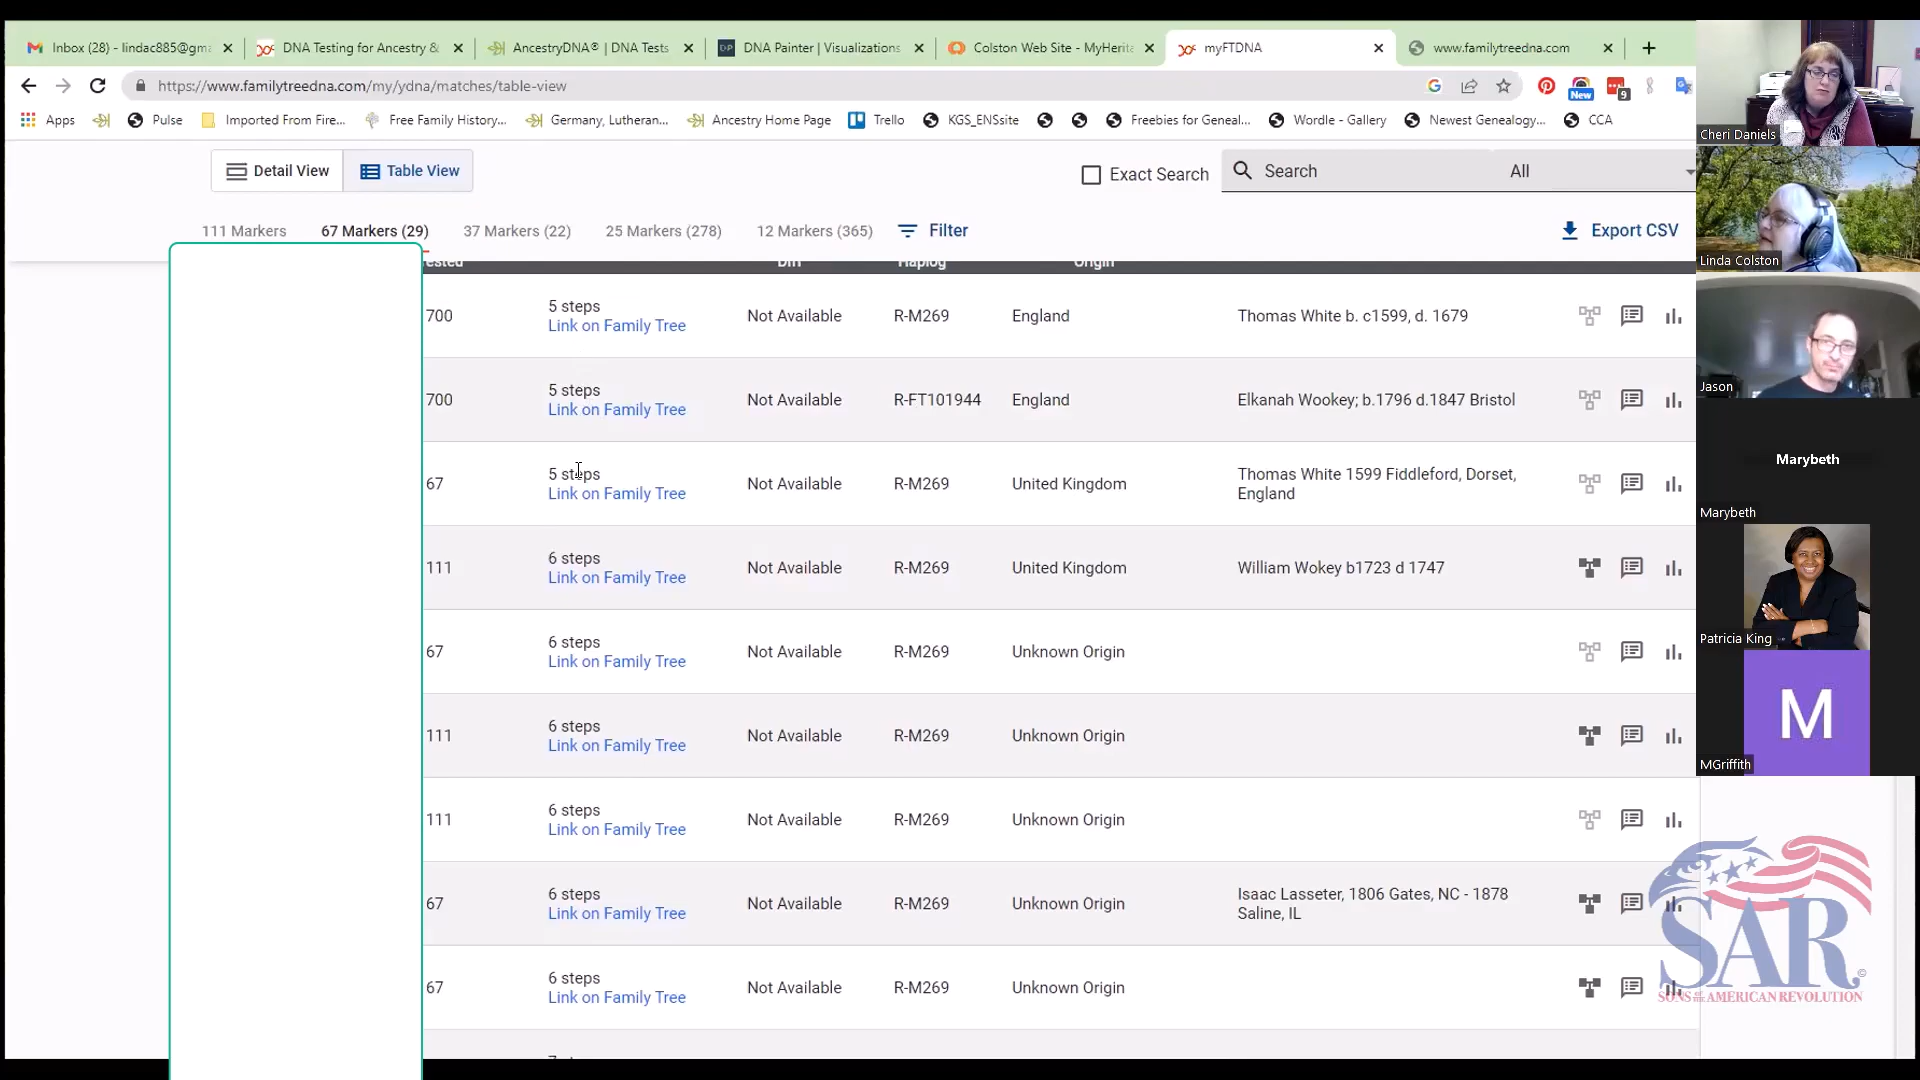 Inbox (28) - lindac885@gma
DNA Testing for Ancestry &
AncestryDNA® | DNA Tests
DNA Painter | Visualizations
Colston Web Site - MyHerita
myFTDNA
www.familytreedna.com
https://www.familytreedna.com/my/ydna/matches/table-view
New
9
Apps
Pulse
Imported From Fire...
Free Family History...
Germany, Lutheran...
Ancestry Home Page
Trello
KGS_ENSsite
Freebies for Geneal...
Wordle - Gallery
Newest Genealogy...
CCA
Detail View
Table View
Exact Search
Search
All
111 Markers
67 Markers (29)
37 Markers (22)
25 Markers (278)
12 Markers (365)
Filter
Export CSV
Origin
700
5 steps
Link on Family Tree
Not Available
R-M269
England
Thomas White b. c1599, d. 1679
700
5 steps
Link on Family Tree
Not Available
R-FT101944
England
Elkanah Wookey; b.1796 d.1847 Bristol
67
5 steps
Link on Family Tree
Not Available
R-M269
United Kingdom
Thomas White 1599 Fiddleford, Dorset,
England
111
6 steps
Link on Family Tree
Not Available
R-M269
United Kingdom
William Wokey b1723 d 1747
67
6 steps
Link on Family Tree
Not Available
R-M269
Unknown Origin
111
6 steps
Link on Family Tree
Not Available
R-M269
Unknown Origin
111
6 steps
Link on Family Tree
Not Available
R-M269
Unknown Origin
67
6 steps
Link on Family Tree
Not Available
R-M269
Unknown Origin
Isaac Lasseter, 1806 Gates, NC - 1878
Saline, IL
67
6 steps
Link on Family Tree
Not Available
R-M269
Unknown Origin
Cheri Daniels
Linda Colston
Jason
Marybeth
Marybeth
Patricia King
M
MGriffith
SAR
SONS OF THE AMERICAN REVOLUTION